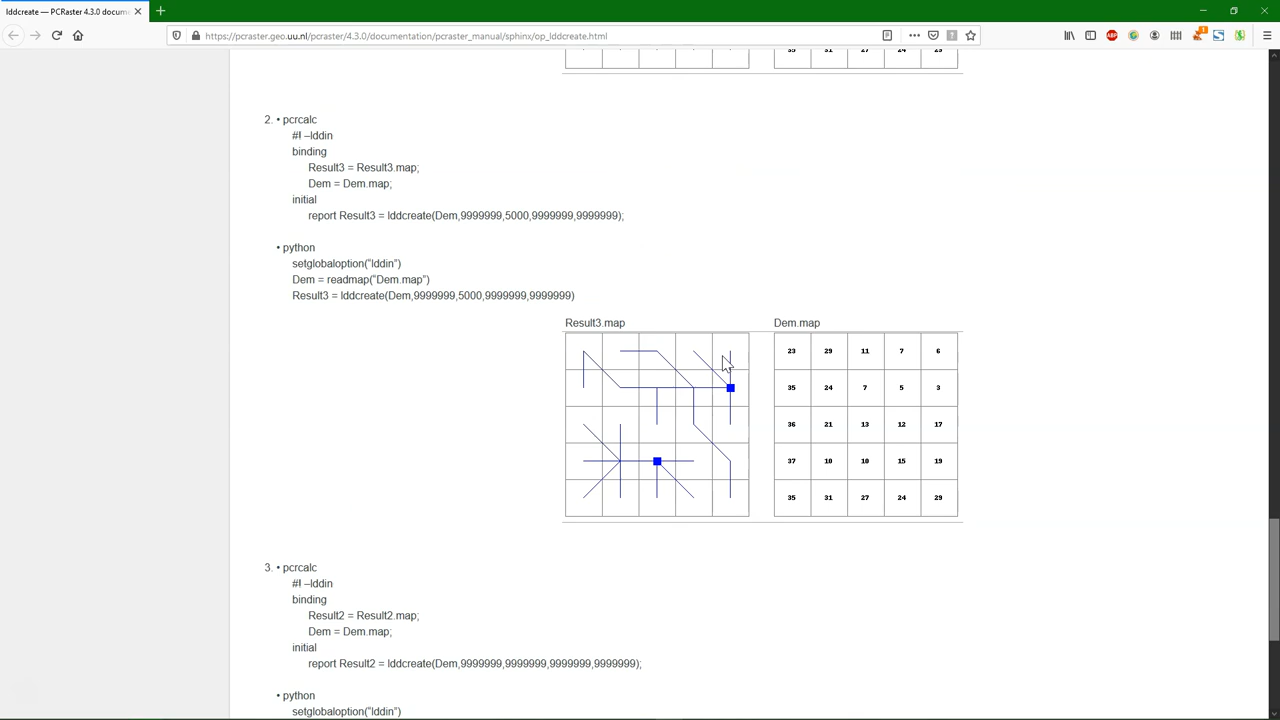 lddcreate — PCRaster 4.3.0 docume
https://pcraster.geo.uu.nl/pcraster/4.3.0/documentation/pcraster_manual/sphinx/op_lddcreate.html
35 31 27 24 29
2. • pcrcalc
#! –lddin
binding
Result3 = Result3.map;
Dem = Dem.map;
initial
report Result3 = lddcreate(Dem,9999999,5000,9999999,9999999);
• python
setglobaloption("lddin")
Dem = readmap("Dem.map")
Result3 = lddcreate(Dem,9999999,5000,9999999,9999999)
Result3.map Dem.map
23 29 11 7 6
35 24 7 5 3
36 21 13 12 17
37 18 10 15 19
35 31 27 24 29
3. • pcrcalc
#! –lddin
binding
Result2 = Result2.map;
Dem = Dem.map;
initial
report Result2 = lddcreate(Dem,9999999,9999999,9999999,9999999);
• python
setglobaloption("lddin")